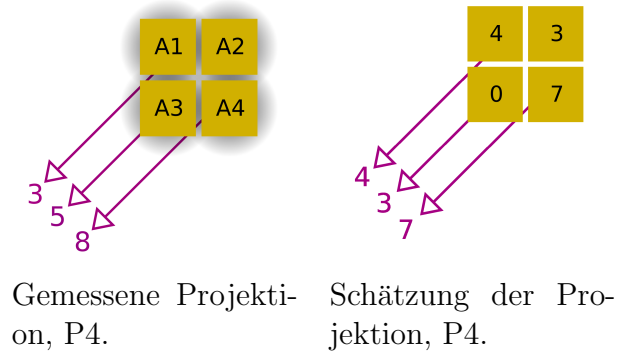 A1 A2
A3 A4
3
5
8
4 3
0 7
4
3
7
Gemessene Projekti-
on, P4.
Schätzung der Pro-
jektion, P4.